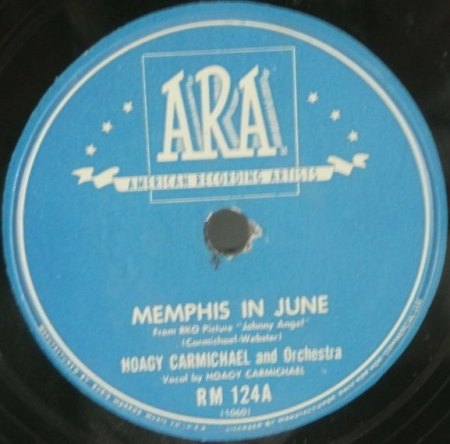 ARA
AMERICAN RECORDING ARTISTS
MEMPHIS IN JUNE
From RKO Picture "Johnny Angel"
(Carmichael-Webster)
HOAGY CARMICHAEL and Orchestra
Vocal by HOAGY CARMICHAEL
RM 124A
(1060)